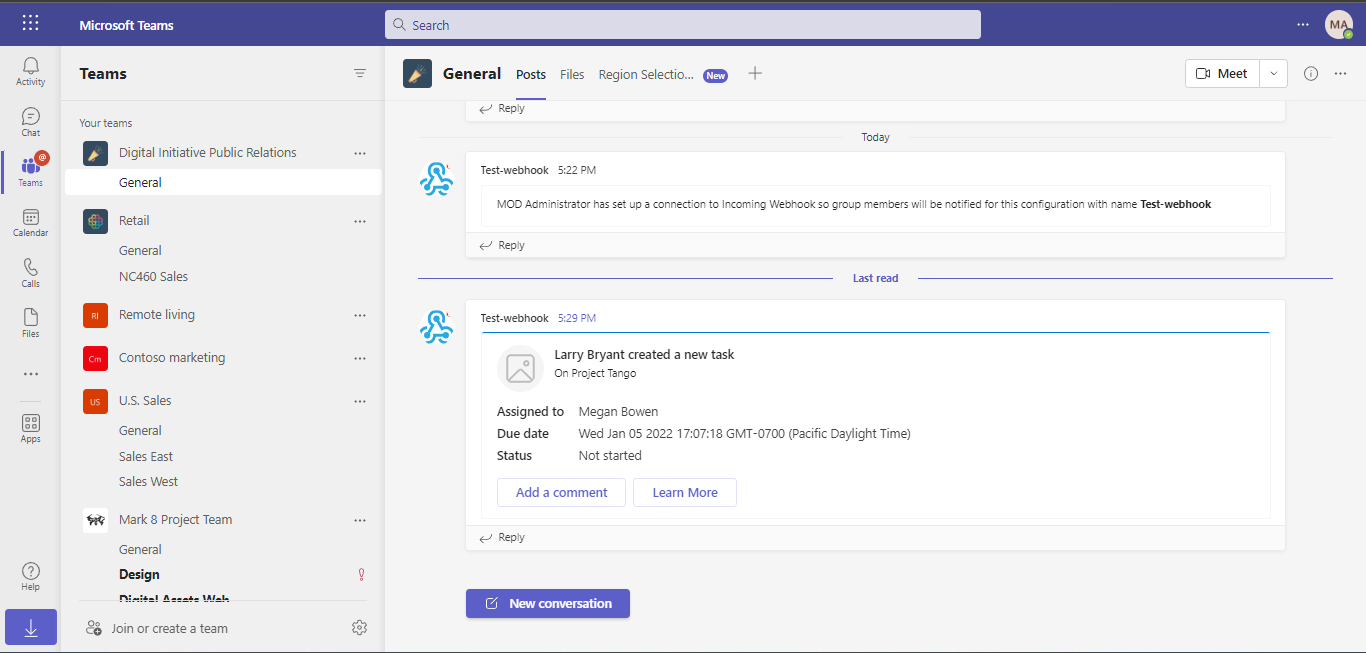 Microsoft Teams
Search
MA
Activity
Chat
@
Teams
Calendar
Calls
Files
Apps
Help
Teams
Your teams
Digital Initiative Public Relations
General
Retail
General
NC460 Sales
RI Remote living
Cm Contoso marketing
US U.S. Sales
General
Sales East
Sales West
Mark 8 Project Team
General
Design
Digital Assets Web
Join or create a team
General Posts Files Region Selectio... New
Meet
Reply
Today
Test-webhook 5:22 PM
MOD Administrator has set up a connection to Incoming Webhook so group members will be notified for this configuration with name Test-webhook
Reply
Last read
Test-webhook 5:29 PM
Larry Bryant created a new task
On Project Tango
Assigned to Megan Bowen
Due date Wed Jan 05 2022 17:07:18 GMT-0700 (Pacific Daylight Time)
Status Not started
Add a comment Learn More
Reply
New conversation